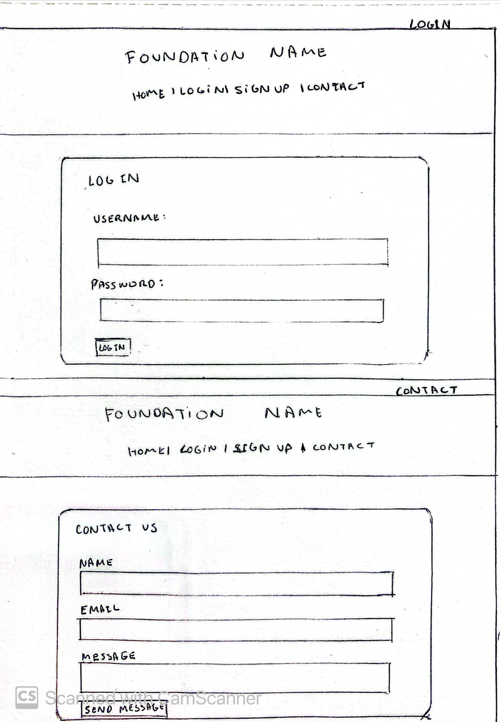 LOGIN
FOUNDATION NAME
HOME | LOGIN | SIGN UP | CONTACT
LOG IN
USERNAME:
PASSWORD:
LOG IN
CONTACT
FOUNDATION NAME
HOME | LOGIN | SIGN UP | CONTACT
CONTACT US
NAME
EMAIL
MESSAGE
SEND MESSAGE
CS Scanned with CamScanner